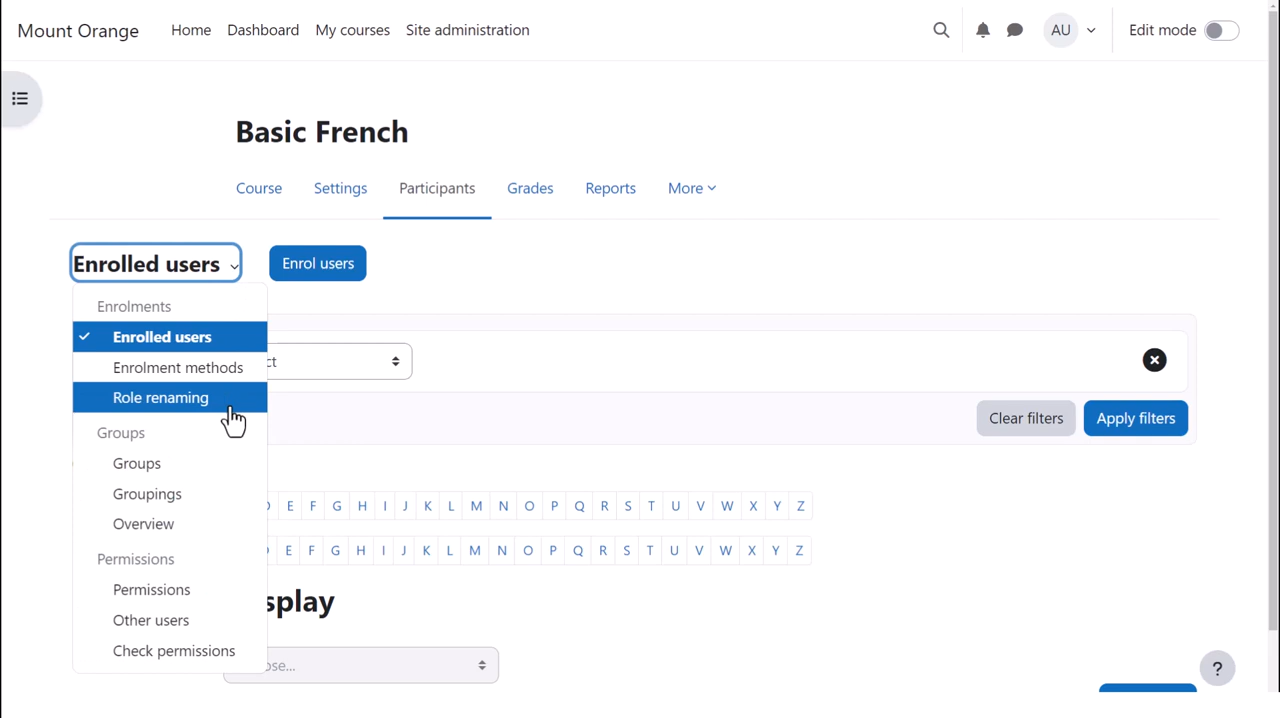 Mount Orange Home Dashboard My courses Site administration AU Edit mode
Basic French
Course Settings Participants Grades Reports More
Enrolled users Enrol users
Enrolments
Enrolled users
Enrolment methods
Role renaming
Clear filters Apply filters
Groups
Groups
Groupings
Overview
E F G H I J K L M N O P Q R S T U V W X Y Z
E F G H I J K L M N O P Q R S T U V W X Y Z
Permissions
Permissions
Other users
Check permissions
?